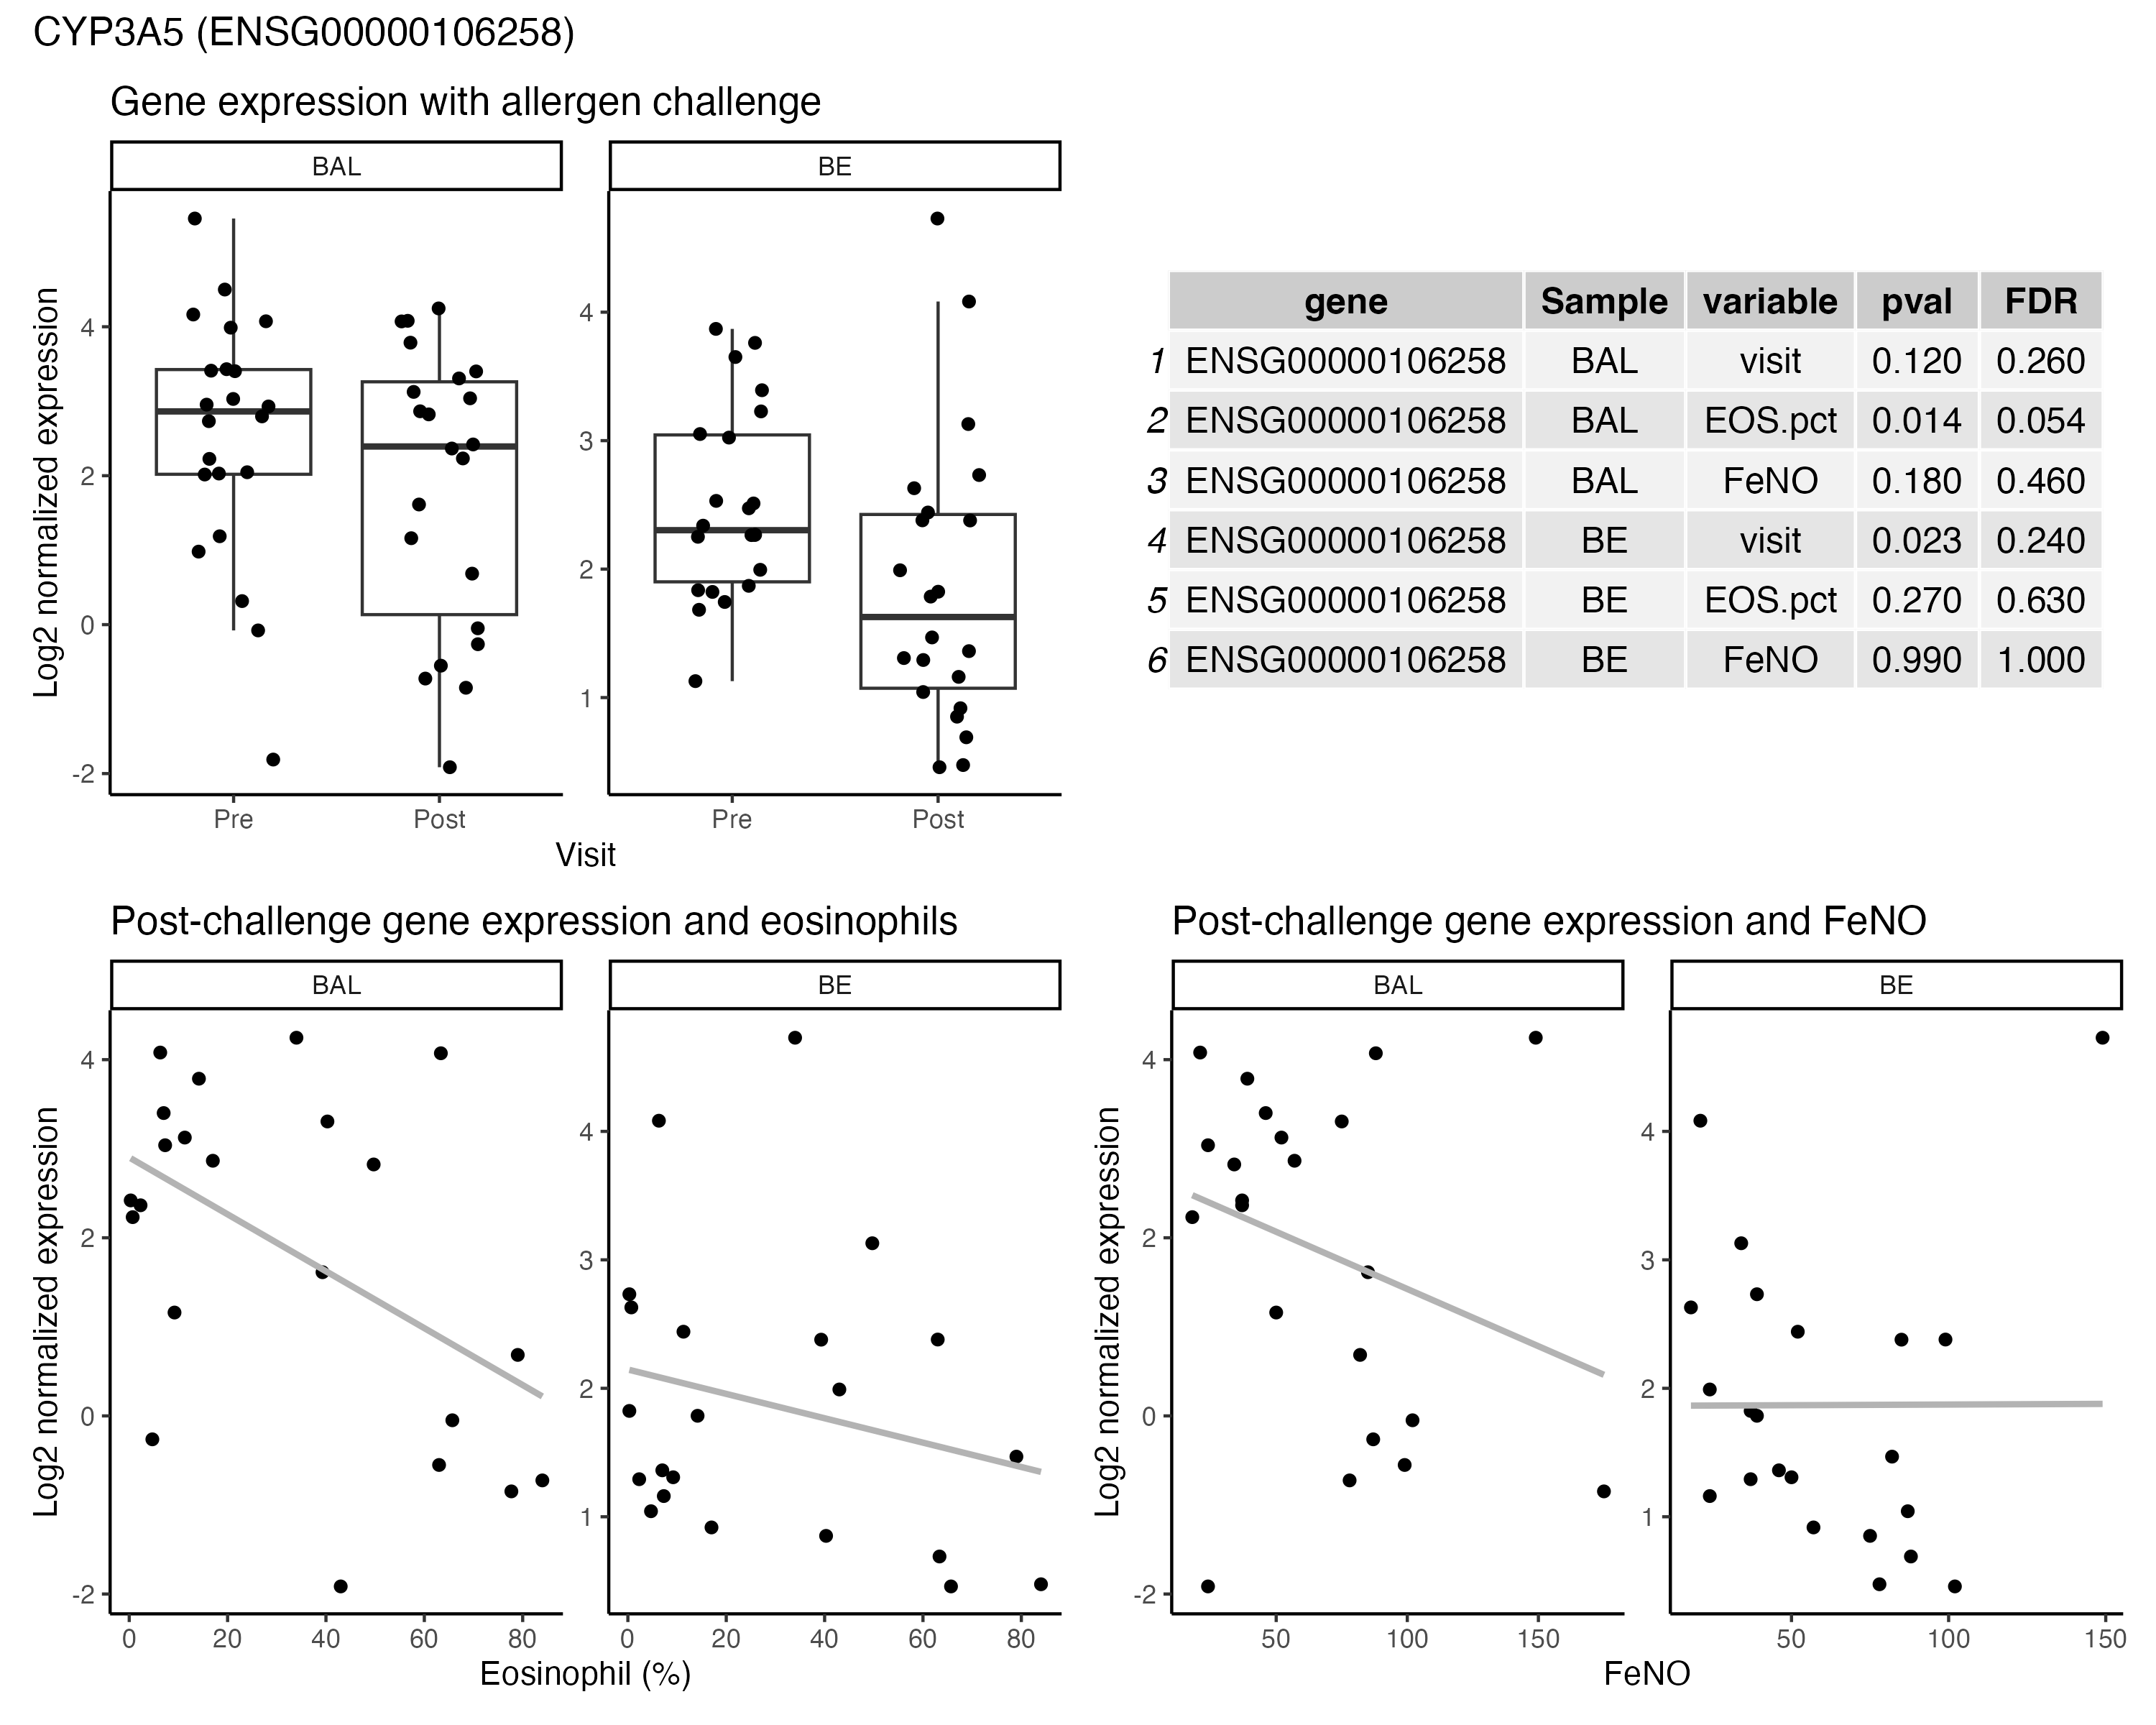 CYP3A5 (ENSG00000106258)
Gene expression with allergen challenge
BAL
BE
Log2 normalized expression
4
2
0
-2
4
3
2
1
Pre
Post
Pre
Post
Visit
gene Sample variable pval FDR
1 ENSG00000106258 BAL visit 0.120 0.260
2 ENSG00000106258 BAL EOS.pct 0.014 0.054
3 ENSG00000106258 BAL FeNO 0.180 0.460
4 ENSG00000106258 BE visit 0.023 0.240
5 ENSG00000106258 BE EOS.pct 0.270 0.630
6 ENSG00000106258 BE FeNO 0.990 1.000
Post-challenge gene expression and eosinophils
BAL
BE
Log2 normalized expression
4
2
0
-2
4
3
2
1
0 20 40 60 80
0 20 40 60 80
Eosinophil (%)
Post-challenge gene expression and FeNO
BAL
BE
Log2 normalized expression
4
2
0
-2
4
3
2
1
50 100 150
50 100 150
FeNO